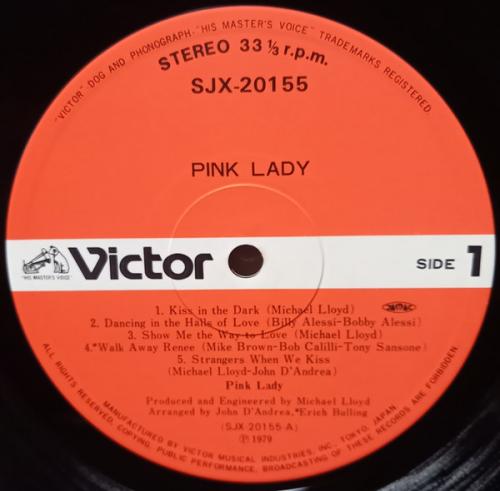 "VICTOR"-DOG AND PHONOGRAPH-"HIS MASTER'S VOICE" TRADEMARKS REGISTERED.
STEREO 33 1/3 r.p.m.
SJX-20155
PINK LADY
"HIS MASTER'S VOICE"
Victor
SIDE 1
1. Kiss in the Dark (Michael Lloyd)
2. Dancing in the Halls of Love (Billy Alessi-Bobby Alessi)
3. Show Me the Way to Love (Michael Lloyd)
4.*Walk Away Renee (Mike Brown-Bob Calilli-Tony Sansone)
5. Strangers When We Kiss
(Michael Lloyd-John D'Andrea)
Pink Lady
Produced and Engineered by Michael Lloyd
Arranged by John D'Andrea, *Erich Bulling
(SJX-20155-A)
Ⓟ 1979
MANUFACTURED BY VICTOR MUSICAL INDUSTRIES, INC. TOKYO, JAPAN.
ALL RIGHTS RESERVED. COPYING, PUBLIC PERFORMANCE, BROADCASTING OF THESE RECORDS ARE FORBIDDEN.